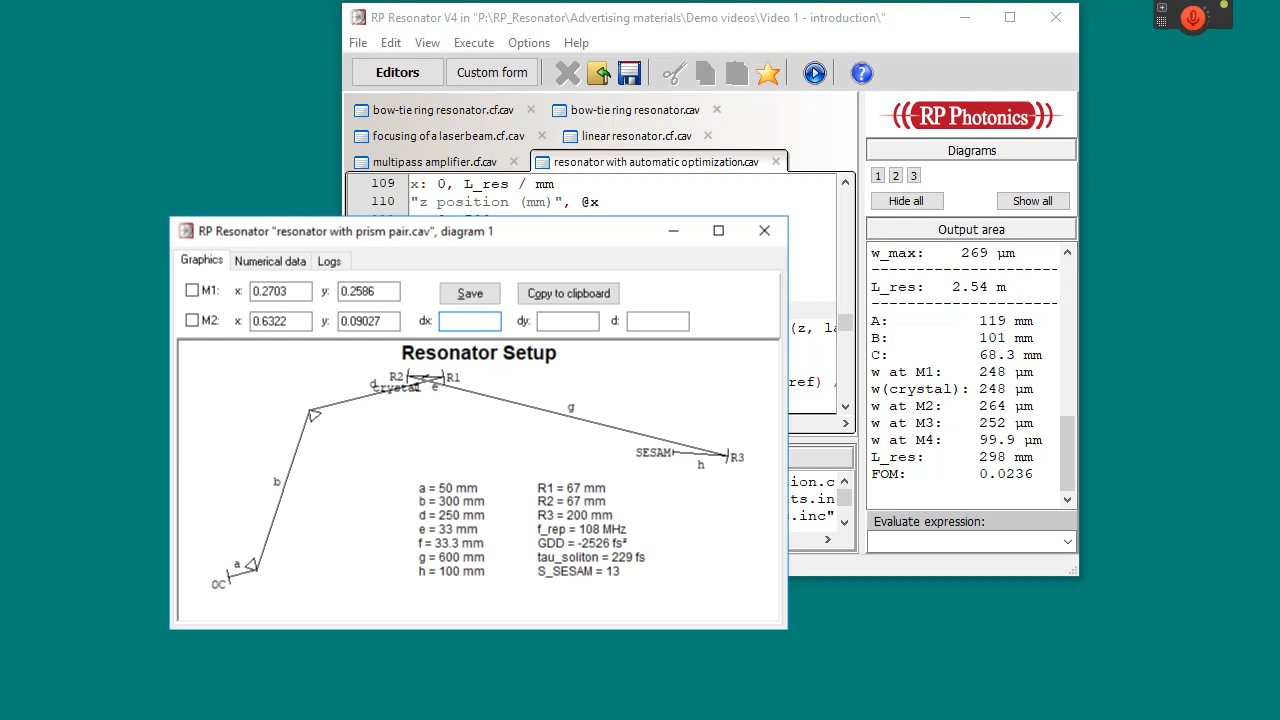 RP Resonator V4 in "P:\RP_Resonator\Advertising materials\Demo videos\Video 1 - introduction\"
File Edit View Execute Options Help
Editors Custom form
bow-tie ring resonator.cf.cav bow-tie ring resonator.cav
focusing of a laser beam.cf.cav linear resonator.cf.cav
multipass amplifier.cf.cav resonator with automatic optimization.cav
109 x: 0, L_res / mm
110 "z position (mm)", @x
RP Resonator "resonator with prism pair.cav", diagram 1
Graphics Numerical data Logs
M1: x: 0.2703 y: 0.2586 Save Copy to clipboard
M2: x: 0.6322 y: 0.09027 dx: dy: d:
Resonator Setup
R2 R1
d crystal e
g
SESAM R3
h
b
a
OC
a = 50 mm R1 = 67 mm
b = 300 mm R2 = 67 mm
d = 250 mm R3 = 200 mm
e = 33 mm f_rep = 108 MHz
f = 33.3 mm GDD = -2526 fs²
g = 600 mm tau_soliton = 229 fs
h = 100 mm S_SESAM = 13
(z, la
ref) /
ion.c
ts.in
.inc"
RP Photonics
Diagrams
1 2 3
Hide all Show all
Output area
w_max: 269 µm
--------------------
L_res: 2.54 m
--------------------
A: 119 mm
B: 101 mm
C: 68.3 mm
w at M1: 248 µm
w(crystal): 248 µm
w at M2: 264 µm
w at M3: 252 µm
w at M4: 99.9 µm
L_res: 298 mm
FOM: 0.0236
Evaluate expression: